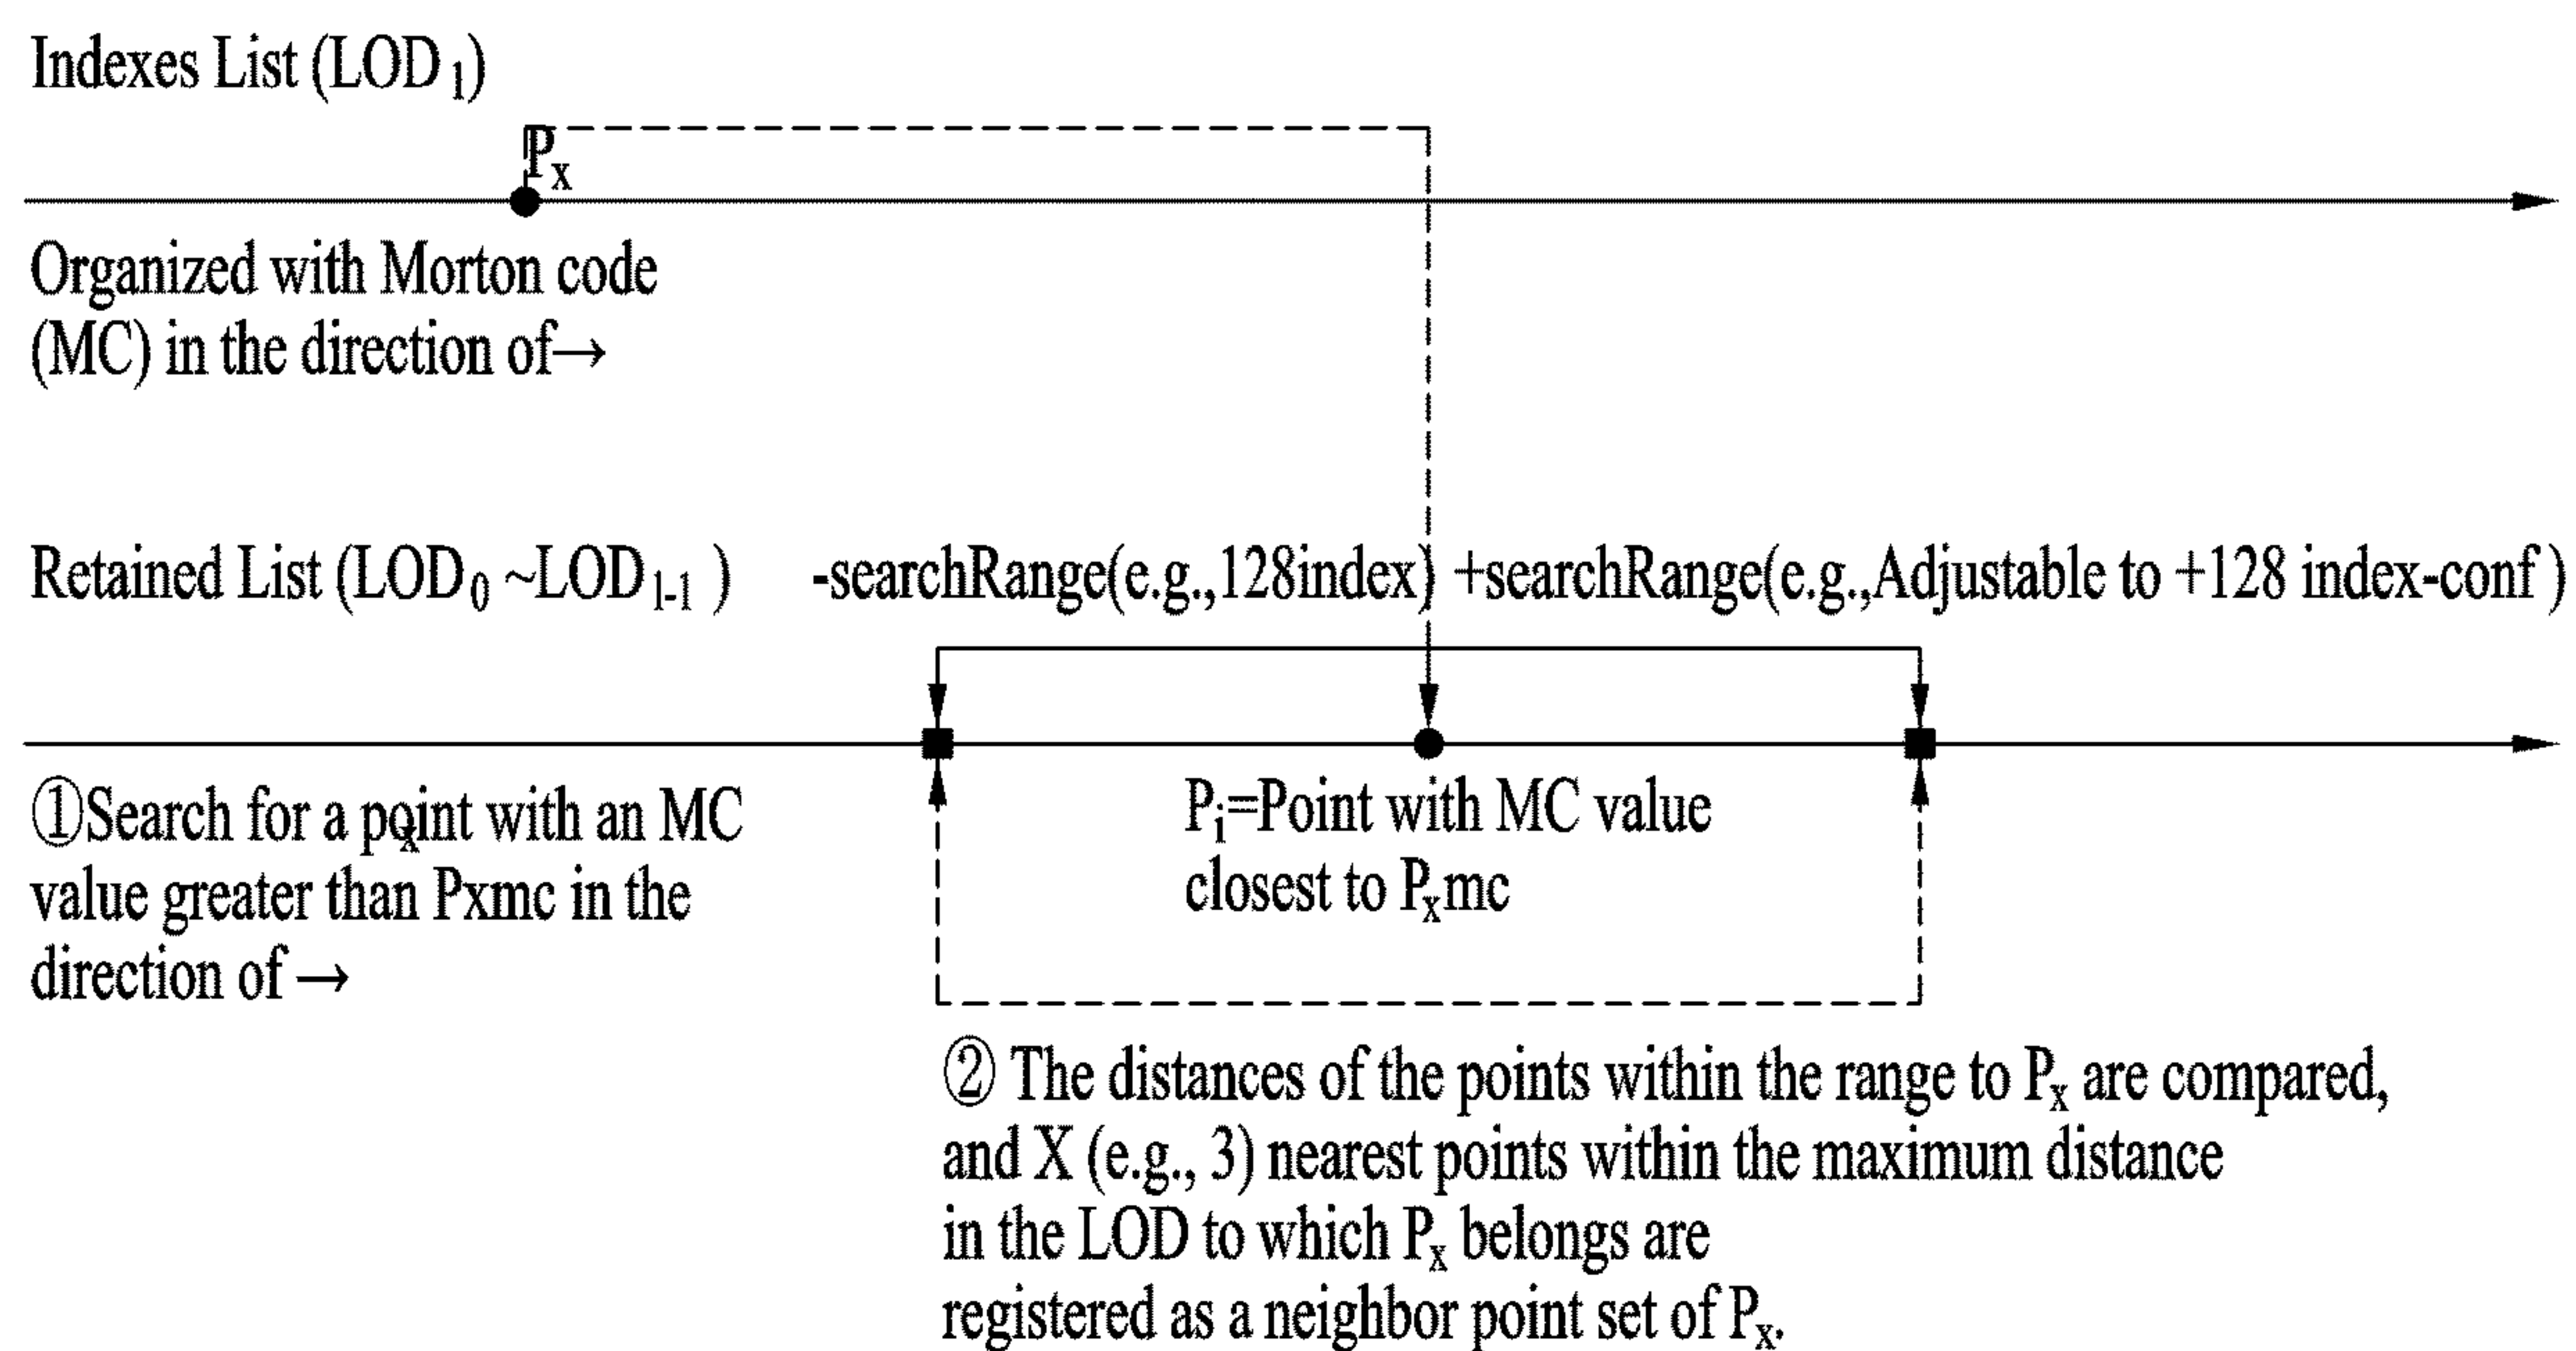 Indexes List (LOD l)
Px
Organized with Morton code
(MC) in the direction of→
Retained List (LOD0 ~LOD l-1 ) -searchRange(e.g.,128index) +searchRange(e.g.,Adjustable to +128 index-conf )
①Search for a point with an MC
x
value greater than Pxmc in the
direction of →
Pi=Point with MC value
closest to Pxmc
② The distances of the points within the range to Px are compared,
and X (e.g., 3) nearest points within the maximum distance
in the LOD to which Px belongs are
registered as a neighbor point set of Px.